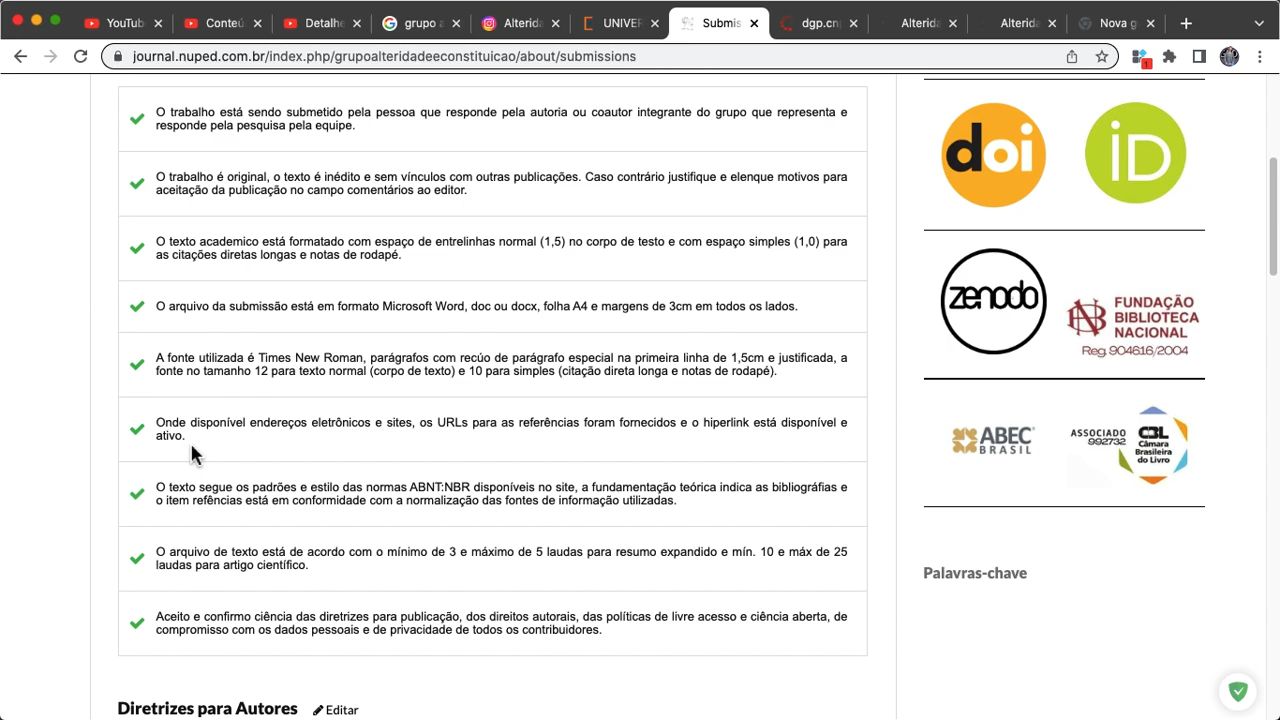 YouTub
Conteú
Detalhe
grupo a
Alterida
UNIVER
Submis
dgp.cnp
Alterida
Alterida
Nova g
journal.nuped.com.br/index.php/grupoalteridadeeconstituicao/about/submissions
1
O trabalho está sendo submetido pela pessoa que responde pela autoria ou coautor integrante do grupo que representa e
responde pela pesquisa pela equipe.
O trabalho é original, o texto é inédito e sem vínculos com outras publicações. Caso contrário justifique e elenque motivos para
aceitação da publicação no campo comentários ao editor.
O texto academico está formatado com espaço de entrelinhas normal (1,5) no corpo de testo e com espaço simples (1,0) para
as citações diretas longas e notas de rodapé.
O arquivo da submissão está em formato Microsoft Word, doc ou docx, folha A4 e margens de 3cm em todos os lados.
A fonte utilizada é Times New Roman, parágrafos com recúo de parágrafo especial na primeira linha de 1,5cm e justificada, a
fonte no tamanho 12 para texto normal (corpo de texto) e 10 para simples (citação direta longa e notas de rodapé).
Onde disponível endereços eletrônicos e sites, os URLs para as referências foram fornecidos e o hiperlink está disponível e
ativo.
O texto segue os padrões e estilo das normas ABNT:NBR disponíveis no site, a fundamentação teórica indica as bibliográfias e
o item refências está em conformidade com a normalização das fontes de informação utilizadas.
O arquivo de texto está de acordo com o mínimo de 3 e máximo de 5 laudas para resumo expandido e mín. 10 e máx de 25
laudas para artigo científico.
Aceito e confirmo ciência das diretrizes para publicação, dos direitos autorais, das políticas de livre acesso e ciência aberta, de
compromisso com os dados pessoais e de privacidade de todos os contribuidores.
Diretrizes para Autores
Editar
doi
iD
zenodo
FUNDAÇÃO
BIBLIOTECA
NACIONAL
Reg. 904616/2004
ABEC
BRASIL
ASSOCIADO
992732
CBL
Câmara
Brasileira
do Livro
Palavras-chave